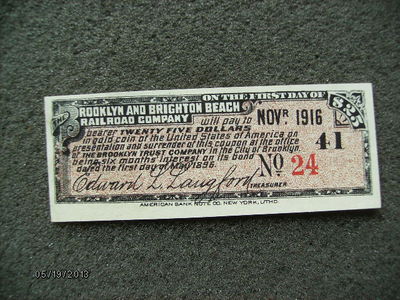 ON THE FIRST DAY OF
BROOKLYN AND BRIGHTON BEACH
RAILROAD COMPANY will pay to NOVR. 1916 $25
bearer TWENTY FIVE DOLLARS
in gold coin of the United States of America on
presentation and surrender of this coupon at the office
of THE BROOKLYN TRUST COMPANY in the City of Brooklyn,
being six months' interest on its bond
dated the first day of May 1896.
41
No 24
Edward L. Langford
TREASURER
AMERICAN BANK NOTE CO. NEW YORK, LITHO.
05/19/2013